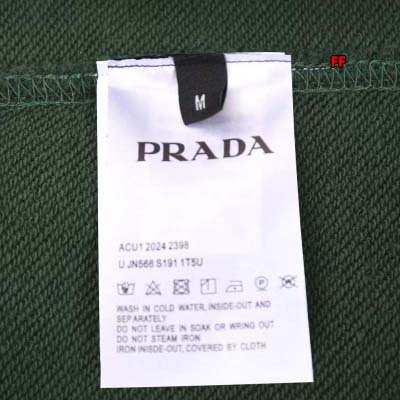 FF
M
PRADA
ACU1 2024 2398
U JN566 S191 1T5U
WASH IN COLD WATER, INSIDE-OUT AND
SEPARATELY
DO NOT LEAVE IN SOAK OR WRING OUT
DO NOT STEAM IRON
IRON INISDE-OUT, COVERED BY CLOTH